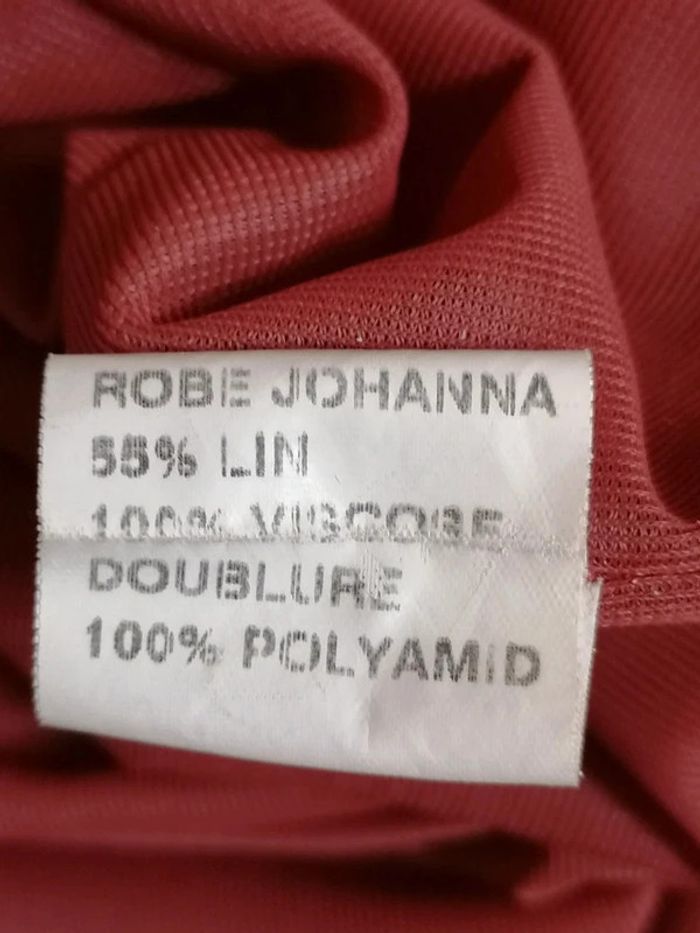 ROBE JOHANNA
55% LIN
100% VISCOSE
DOUBLURE
100% POLYAMID